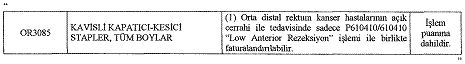 “
OR3085
KAVİSLİ KAPATICI-KESİCİ
STAPLER, TÜM BOYLAR
(1) Orta distal rektum kanser hastalarının açık
cerrahi ile tedavisinde sadece P610410/610410
“Low Anterior Rezeksiyon” işlemi ile birlikte
faturalandırılabilir.
İşlem
puanına
dahildir.
”